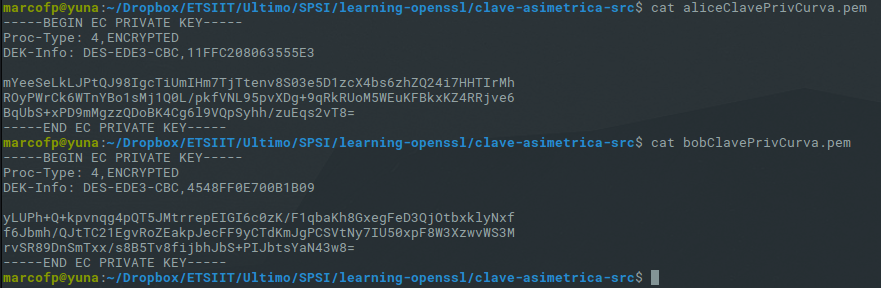 marcofp@yuna:~/Dropbox/ETSIIT/Ultimo/SPSI/learning-openssl/clave-asimetrica-src$ cat aliceClavePrivCurva.pem
-----BEGIN EC PRIVATE KEY-----
Proc-Type: 4,ENCRYPTED
DEK-Info: DES-EDE3-CBC,11FFC208063555E3

mYeeSeLkLJPtQJ98IgcTiUmIHm7TjTtenv8S03e5D1zcX4bs6zhZQ24i7HHTIrMh
ROyPWrCk6WTnYBo1sMj1Q0L/pkfVNL95pvXDg+9qRkRUoM5WEuKFBkxKZ4RRjve6
BqUbS+xPD9mMgzzQDoBK4Cg6l9VQpSyhh/zuEqs2vT8=
-----END EC PRIVATE KEY-----
marcofp@yuna:~/Dropbox/ETSIIT/Ultimo/SPSI/learning-openssl/clave-asimetrica-src$ cat bobClavePrivCurva.pem
-----BEGIN EC PRIVATE KEY-----
Proc-Type: 4,ENCRYPTED
DEK-Info: DES-EDE3-CBC,4548FF0E700B1B09

yLUPh+Q+kpvnqg4pQT5JMtrrepEIGI6c0zK/F1qbaKh8GxegFeD3QjOtbxklyNxf
f6Jbmh/QJtTC21EgvRoZEakpJecFF9yCTdKmJgPCSVtNy7IU50xpF8W3XzwvWS3M
rvSR89DnSmTxx/s8B5Tv8fijbhJbS+PIJbtsYaN43w8=
-----END EC PRIVATE KEY-----
marcofp@yuna:~/Dropbox/ETSIIT/Ultimo/SPSI/learning-openssl/clave-asimetrica-src$